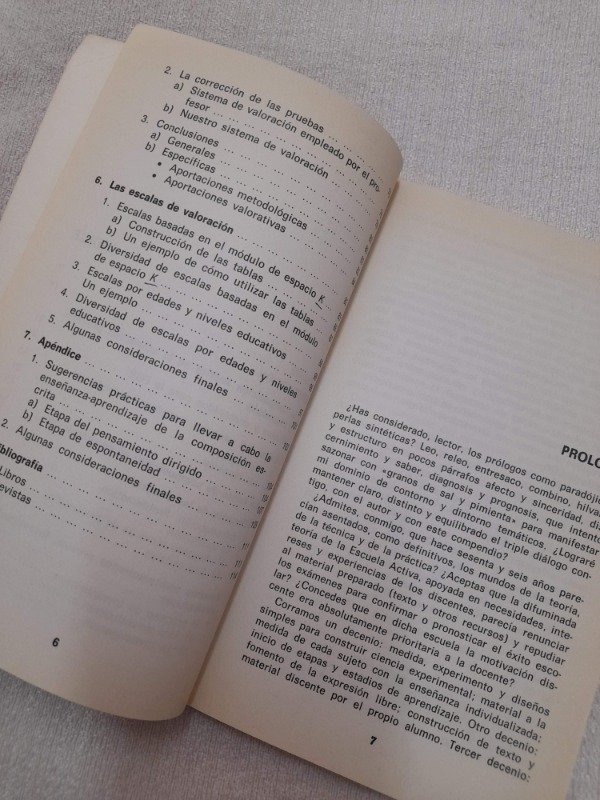 2. La corrección de las pruebas ...
a) Sistema de valoración empleado por el pro-
fesor ...
b) Nuestro sistema de valoración
3. Conclusiones ...
a) Generales ...
b) Específicas ...
• Aportaciones metodológicas
• Aportaciones valorativas
6. Las escalas de valoración
1. Escalas basadas en el módulo de espacio K
a) Construcción de las tablas ...
b) Un ejemplo de cómo utilizar las tablas
2. Diversidad de escalas basadas en el módulo
de espacio K ...
3. Escalas por edades y niveles educativos
Un ejemplo ...
4. Diversidad de escalas por edades y niveles
educativos ...
5. Algunas consideraciones finales ...
7. Apéndice
1. Sugerencias prácticas para llevar a cabo la
enseñanza-aprendizaje de la composición es-
crita ...
a) Etapa del pensamiento dirigido ...
b) Etapa de espontaneidad ...
2. Algunas consideraciones finales ...
bliografía
Libros ... 111
evistas ... 114
6
PROLO
¿Has considerado, lector, los prólogos como paradójic
perlas sintéticas? Leo, releo, entresaco, combino, hilva
y estructuro en pocos párrafos afecto y sinceridad, dis
cernimiento y saber, diagnosis y prognosis, que intento
sazonar con «granos de sal y pimienta» para manifestar
mi dominio de contorno y dintorno temáticos. ¿Lograré
mantener claro, distinto y equilibrado el triple diálogo con-
tigo, con el autor y con este compendio?
¿Admites, conmigo, que hace sesenta y seis años pare-
cían asentados, como definitivos, los mundos de la teoría,
de la técnica y de la práctica? ¿Aceptas que la difuminada
teoría de la Escuela Activa, apoyada en necesidades, inte-
reses y experiencias de los discentes, parecía renunciar
al material preparado (texto y otros recursos) y repudiar
los exámenes para confirmar o pronosticar el éxito esco-
lar? ¿Concedes que en dicha escuela la motivación dis-
cente era absolutamente prioritaria a la docente?
Corramos un decenio: medida, experimento y diseños
simples para construir ciencia experimental; material a la
medida de cada sujeto con la enseñanza individualizada;
inicio de etapas y estadios de aprendizaje. Otro decenio:
fomento de la expresión libre: construcción de texto y
material discente por el propio alumno. Tercer decenio:
7